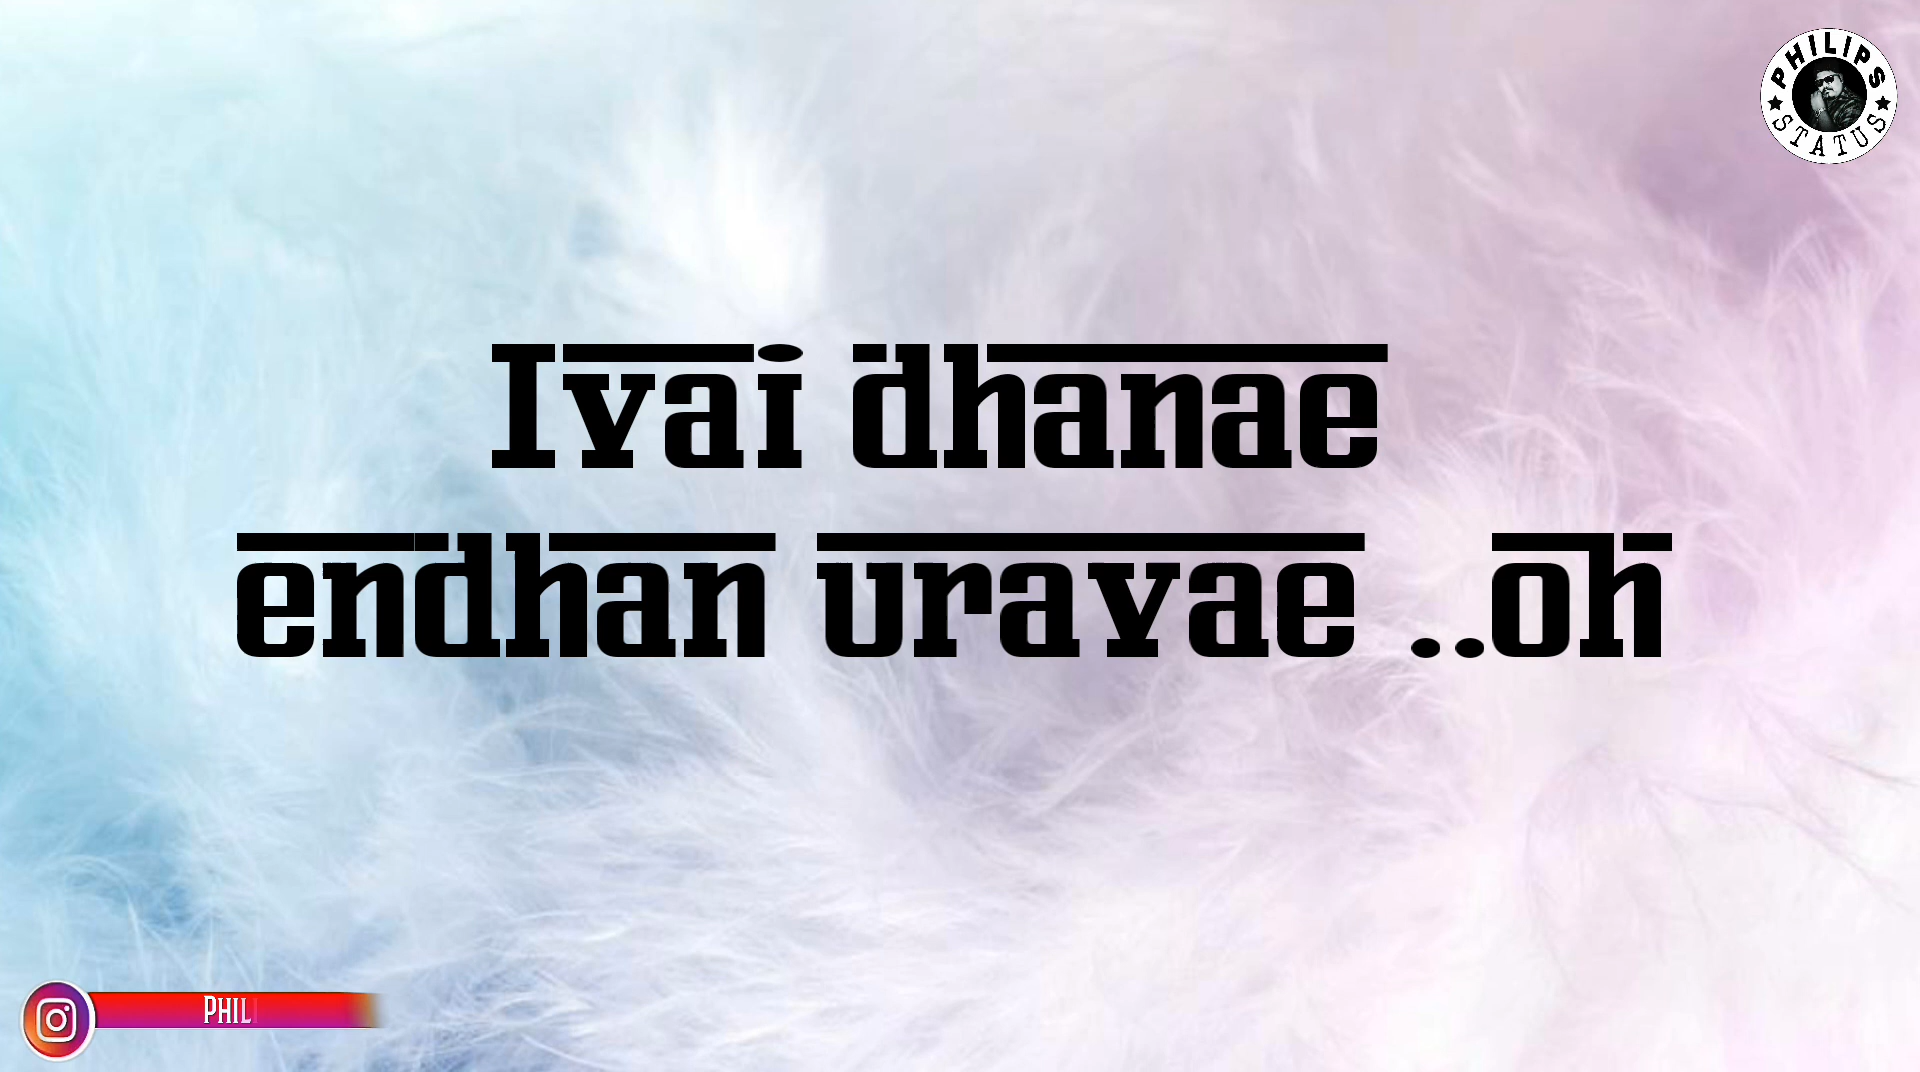 PHILIPS
STATUS
Ivai dhanae
endhan uravae ..oh
PHIL